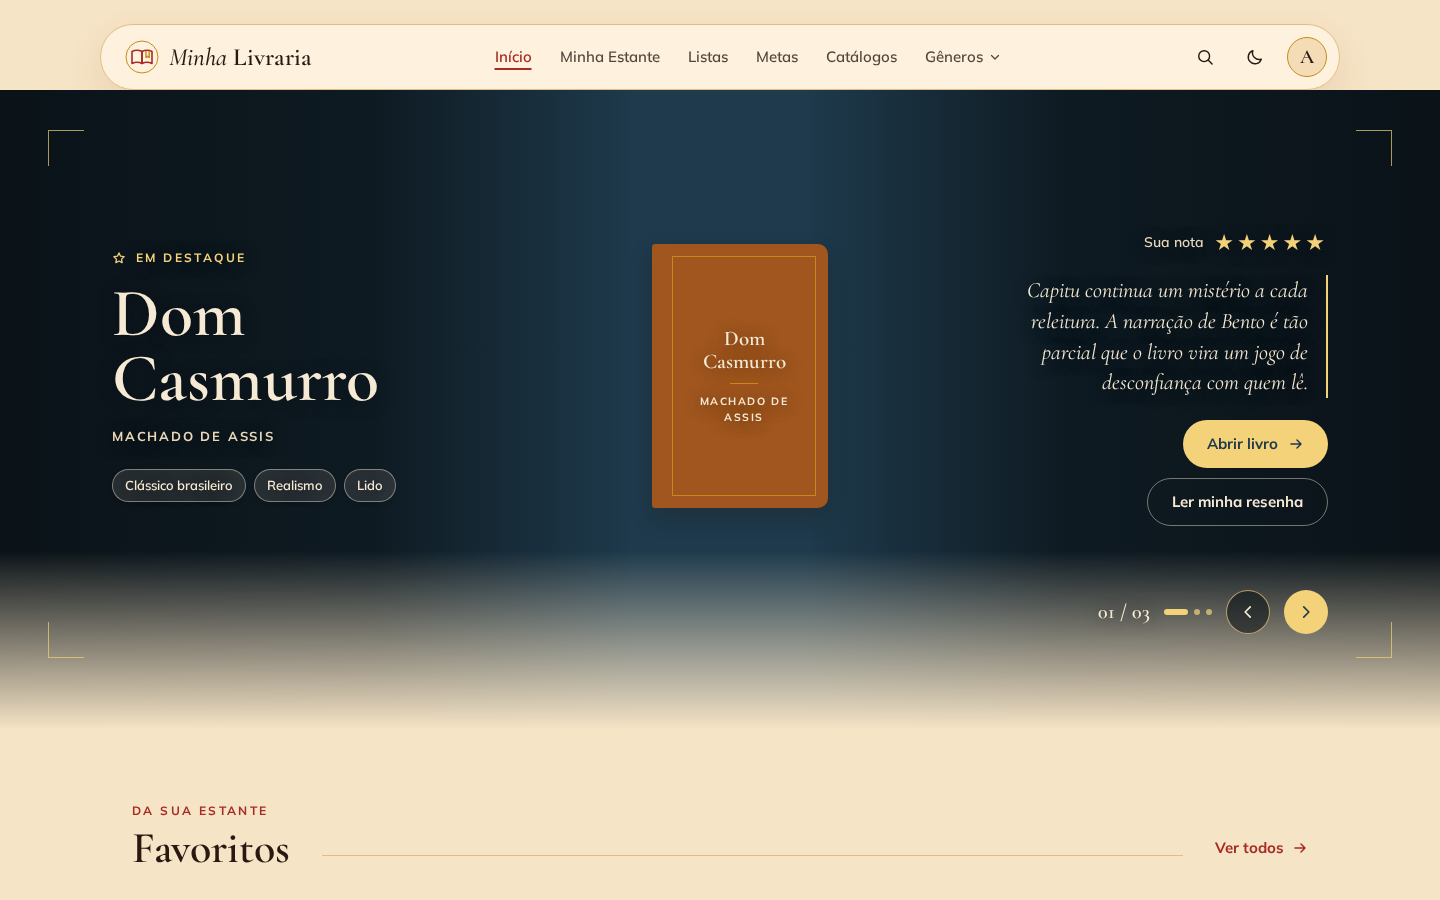 Minha Livraria
Início
Minha Estante
Listas
Metas
Catálogos
Gêneros
A
EM DESTAQUE
Dom
Casmurro
MACHADO DE ASSIS
Clássico brasileiro
Realismo
Lido
Dom
Casmurro
MACHADO DE
ASSIS
Sua nota
Capitu continua um mistério a cada
releitura. A narração de Bento é tão
parcial que o livro vira um jogo de
desconfiança com quem lê.
Abrir livro
Ler minha resenha
01 / 03
DA SUA ESTANTE
Favoritos
Ver todos